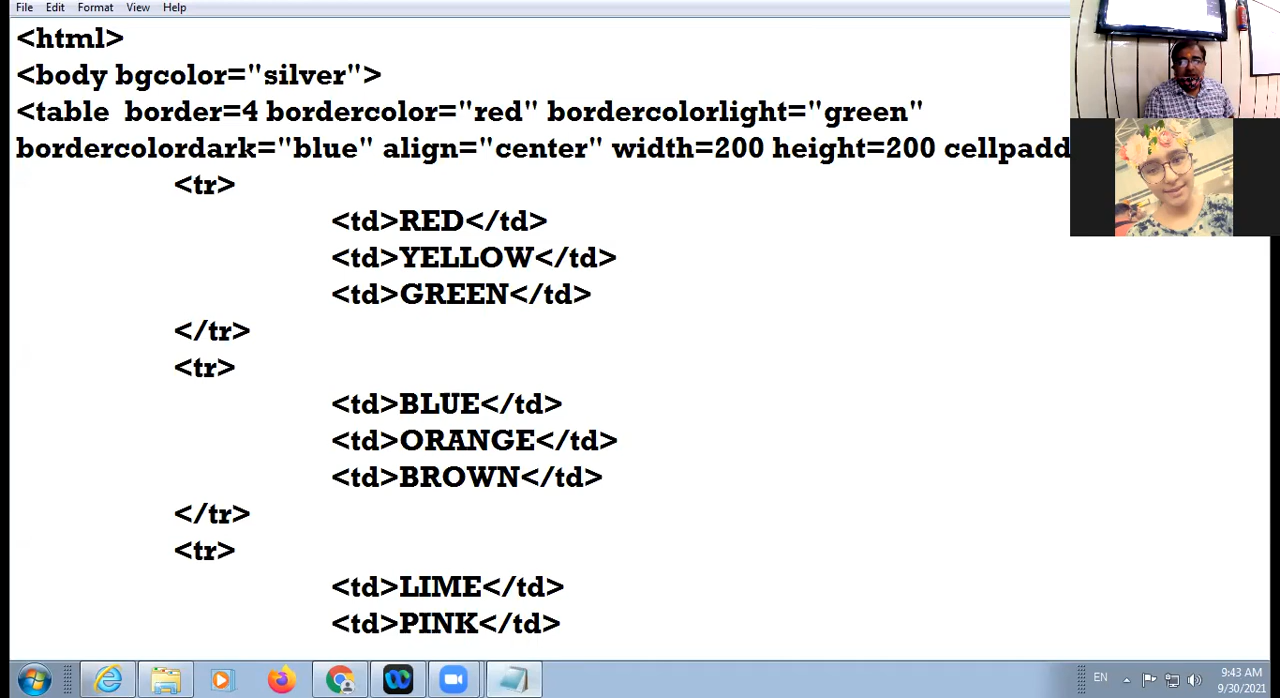 File Edit Format View Help
<html>
<body bgcolor="silver">
<table border=4 bordercolor="red" bordercolorlight="green"
bordercolordark="blue" align="center" width=200 height=200 cellpadd
<tr>
<td>RED</td>
<td>YELLOW</td>
<td>GREEN</td>
</tr>
<tr>
<td>BLUE</td>
<td>ORANGE</td>
<td>BROWN</td>
</tr>
<tr>
<td>LIME</td>
<td>PINK</td>
EN
9:43 AM
9/30/2021